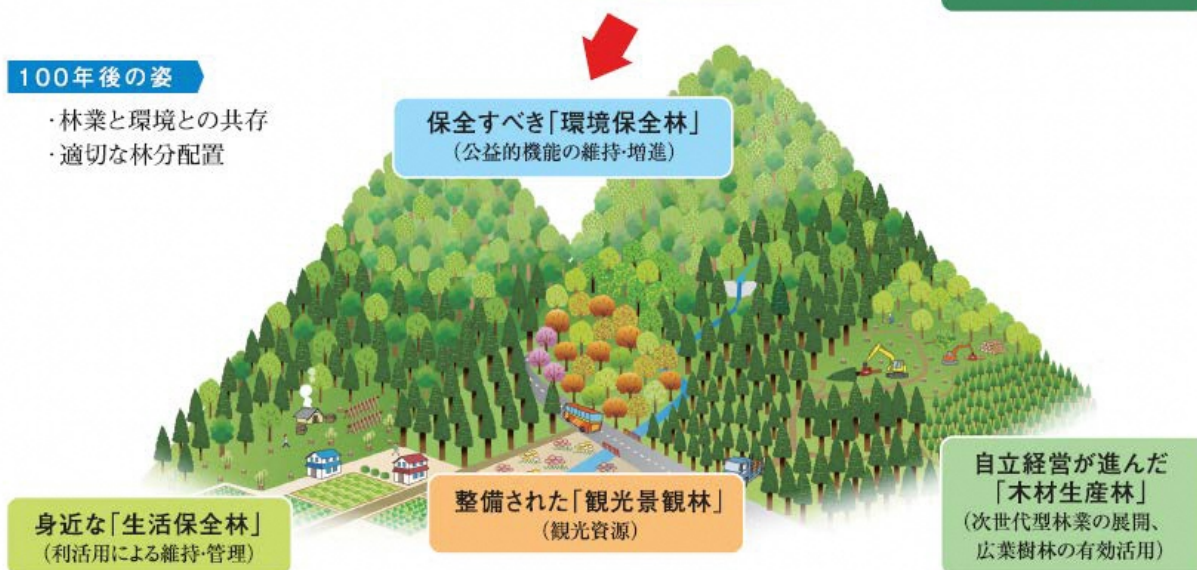 100年後の姿
・林業と環境との共存
・適切な林分配置
保全すべき「環境保全林」
(公益的機能の維持・増進)
身近な「生活保全林」
(利活用による維持・管理)
整備された「観光景観林」
(観光資源)
自立経営が進んだ
「木材生産林」
(次世代型林業の展開、
広葉樹林の有効活用)